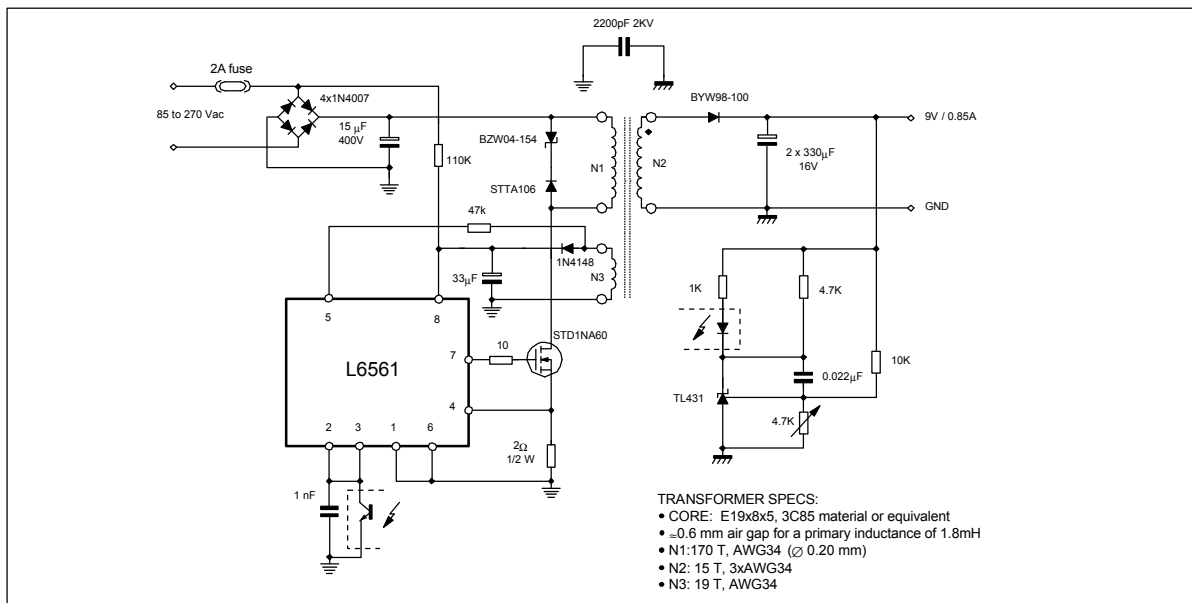 2200pF 2KV
2A fuse
4x1N4007
BYW98-100
85 to 270 Vac
15 µF
400V
BZW04-154
9V / 0.85A
N1
N2
2 x 330µF
16V
110K
STTA106
47k
GND
1N4148
N3
33µF
1K
4.7K
5
8
STD1NA60
7
10
10K
L6561
0.022µF
TL431
4
4.7K
2
3
1
6
2Ω
1/2 W
1 nF
TRANSFORMER SPECS:
• CORE: E19x8x5, 3C85 material or equivalent
• ≃0.6 mm air gap for a primary inductance of 1.8mH
• N1:170 T, AWG34 (∅ 0.20 mm)
• N2: 15 T, 3xAWG34
• N3: 19 T, AWG34